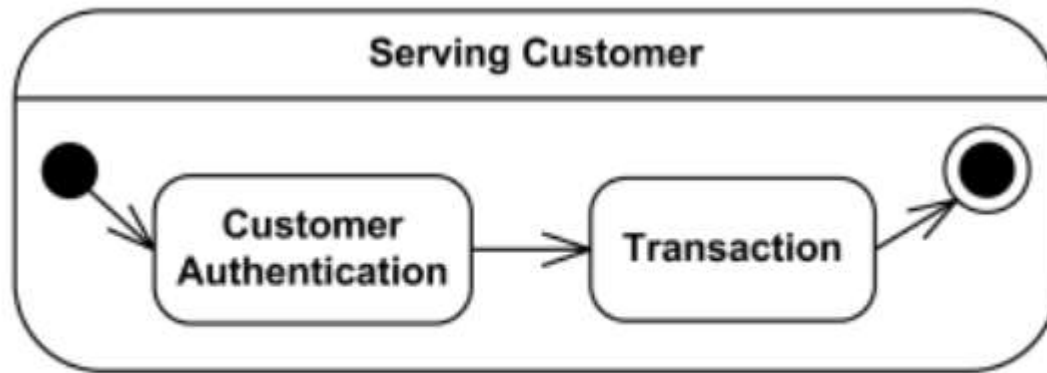 Serving Customer
Customer
Authentication
Transaction